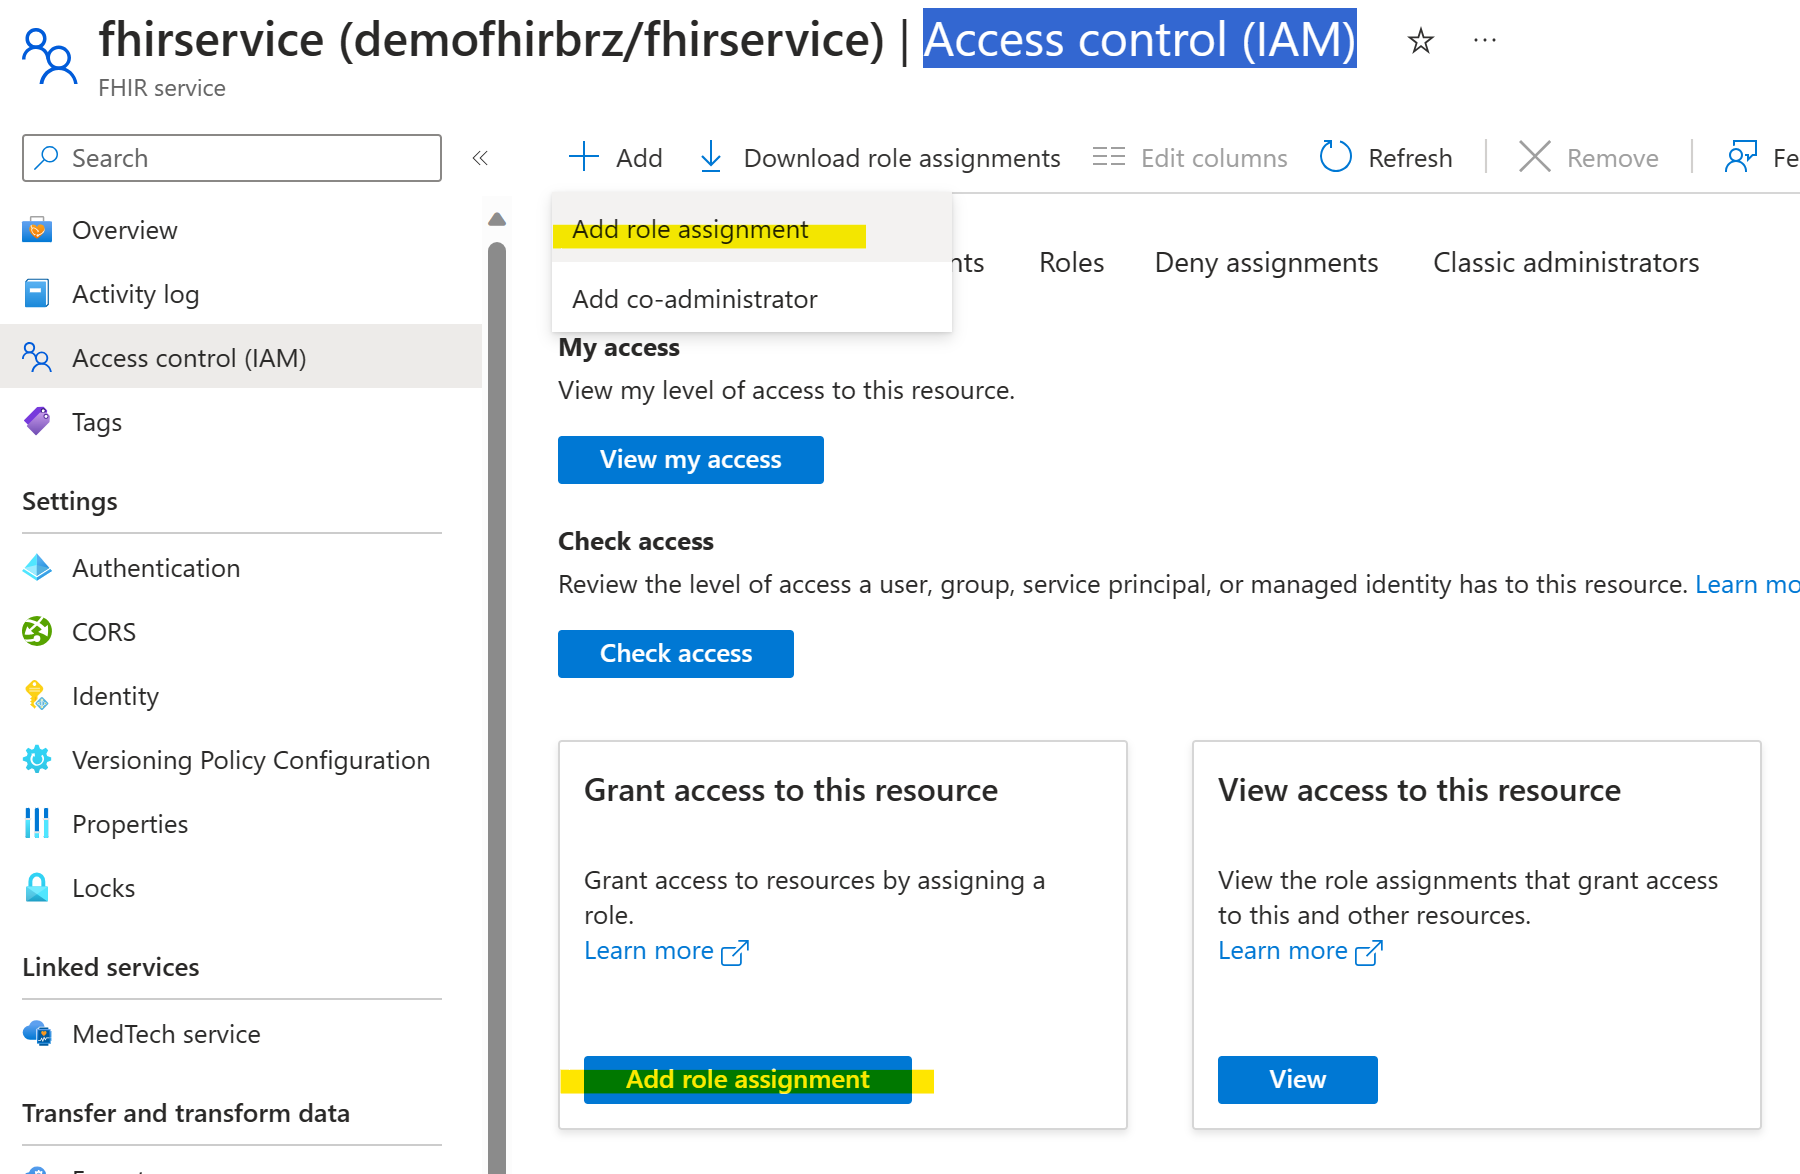 fhirservice (demofhirbrz/fhirservice) | Access control (IAM)
FHIR service
Search
Overview
Activity log
Access control (IAM)
Tags
Settings
Authentication
CORS
Identity
Versioning Policy Configuration
Properties
Locks
Linked services
MedTech service
Transfer and transform data
Add
Download role assignments
Edit columns
Refresh
Remove
Fe
Add role assignment
Add co-administrator
nts
Roles
Deny assignments
Classic administrators
My access
View my level of access to this resource.
View my access
Check access
Review the level of access a user, group, service principal, or managed identity has to this resource. Learn mo
Check access
Grant access to this resource
Grant access to resources by assigning a
role.
Learn more
Add role assignment
View access to this resource
View the role assignments that grant access
to this and other resources.
Learn more
View